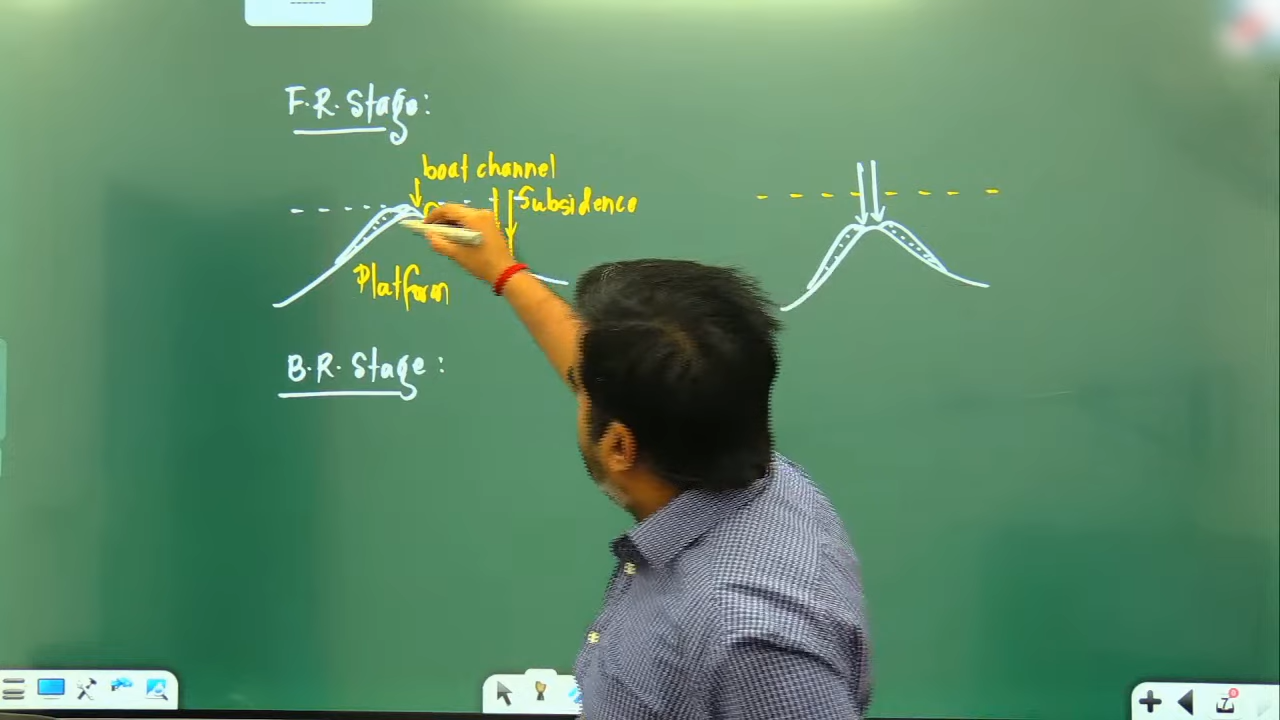 F.R. Stage:
boat channel
Subsidence
Platform
B.R. Stage: